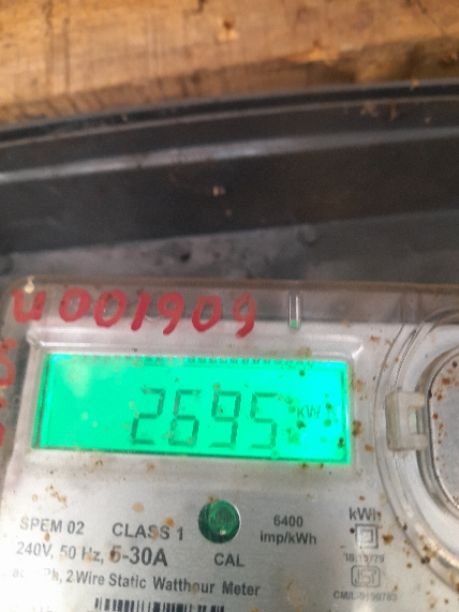 U001909
2695 kW
SPEM 02 CLASS 1 6400 imp/kWh kWh
240V, 50 Hz, 5-30A CAL
Ph, 2 Wire Static Watthour Meter